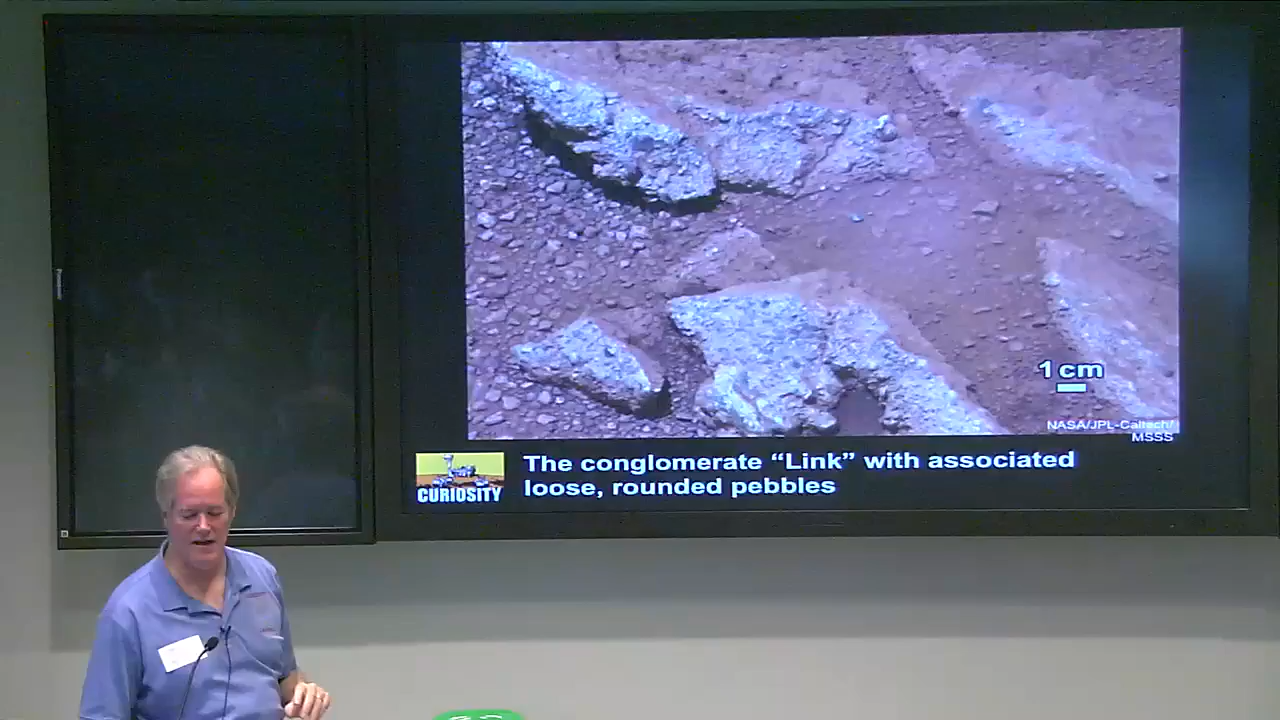 1 cm
NASA/JPL-Caltech/
MSSS
CURIOSITY
The conglomerate “Link” with associated
loose, rounded pebbles